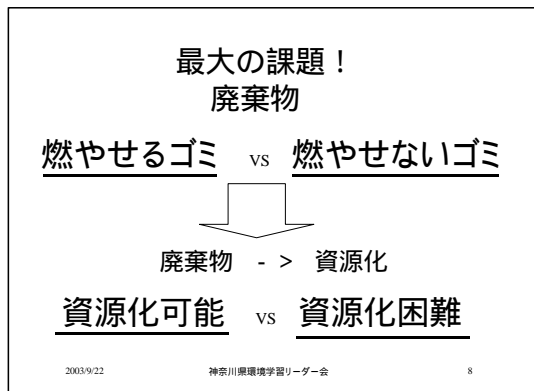 最大の課題！
廃棄物
燃やせるゴミ vs 燃やせないゴミ
廃棄物 - > 資源化
資源化可能 vs 資源化困難
2003/9/22 神奈川県環境学習リーダー会 8